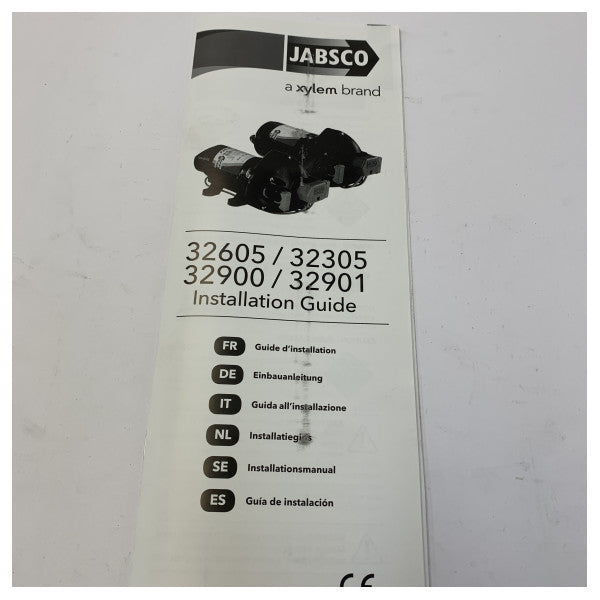 JABSCO
a xylem brand
32605 / 32305
32900 / 32901
Installation Guide
FR Guide d'installation
DE Einbauanleitung
IT Guida all'installazione
NL Installatiegids
SE Installationsmanual
ES Guía de instalación
CE